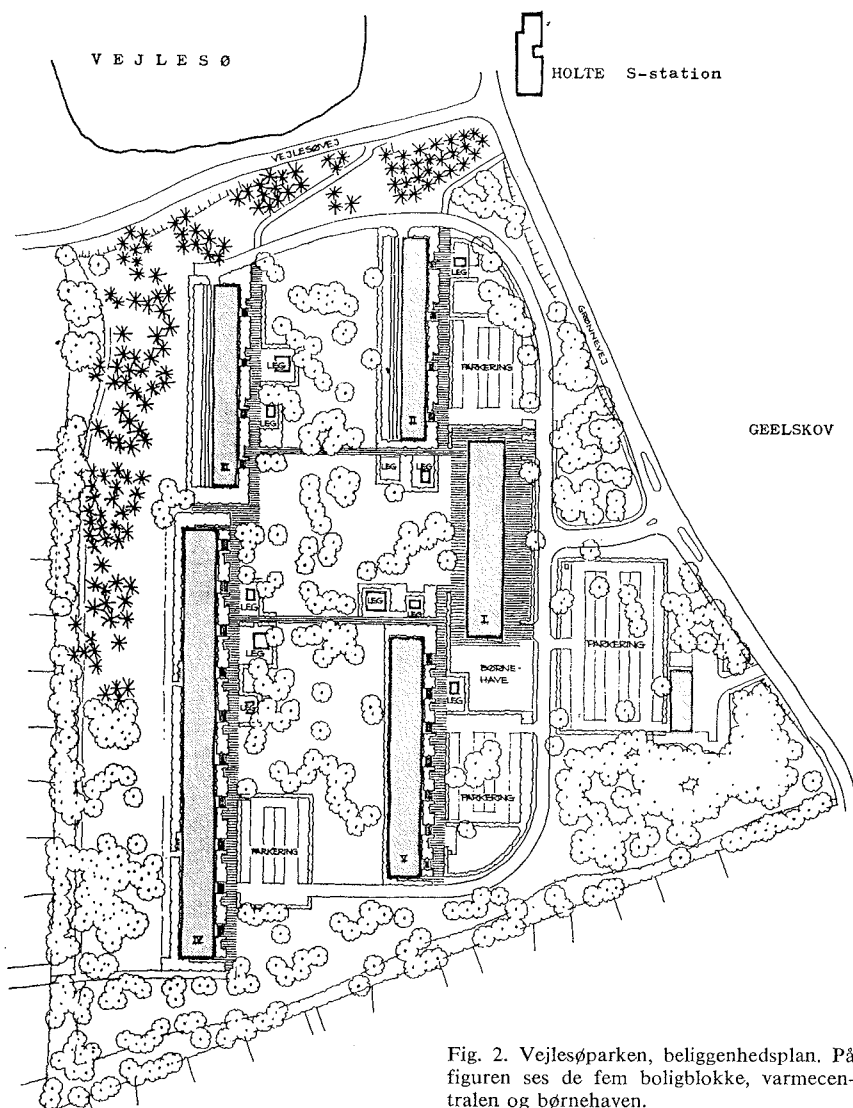 VEJLESØ
HOLTE S-station
VEJLESØVEJ
GRØNNEVEJ
LEG
II
PARKERING
LEG
GEELSKOV
III
LEG
LEG
LEG
I
LEG
LEG
LEG
LEG
PARKERING
BØRNE-
HAVE
LEG
LEG
PARKERING
PARKERING
V
IV
Fig. 2. Vejlesøparken, beliggenhedsplan. På
figuren ses de fem boligblokke, varmecen-
tralen og børnehaven.